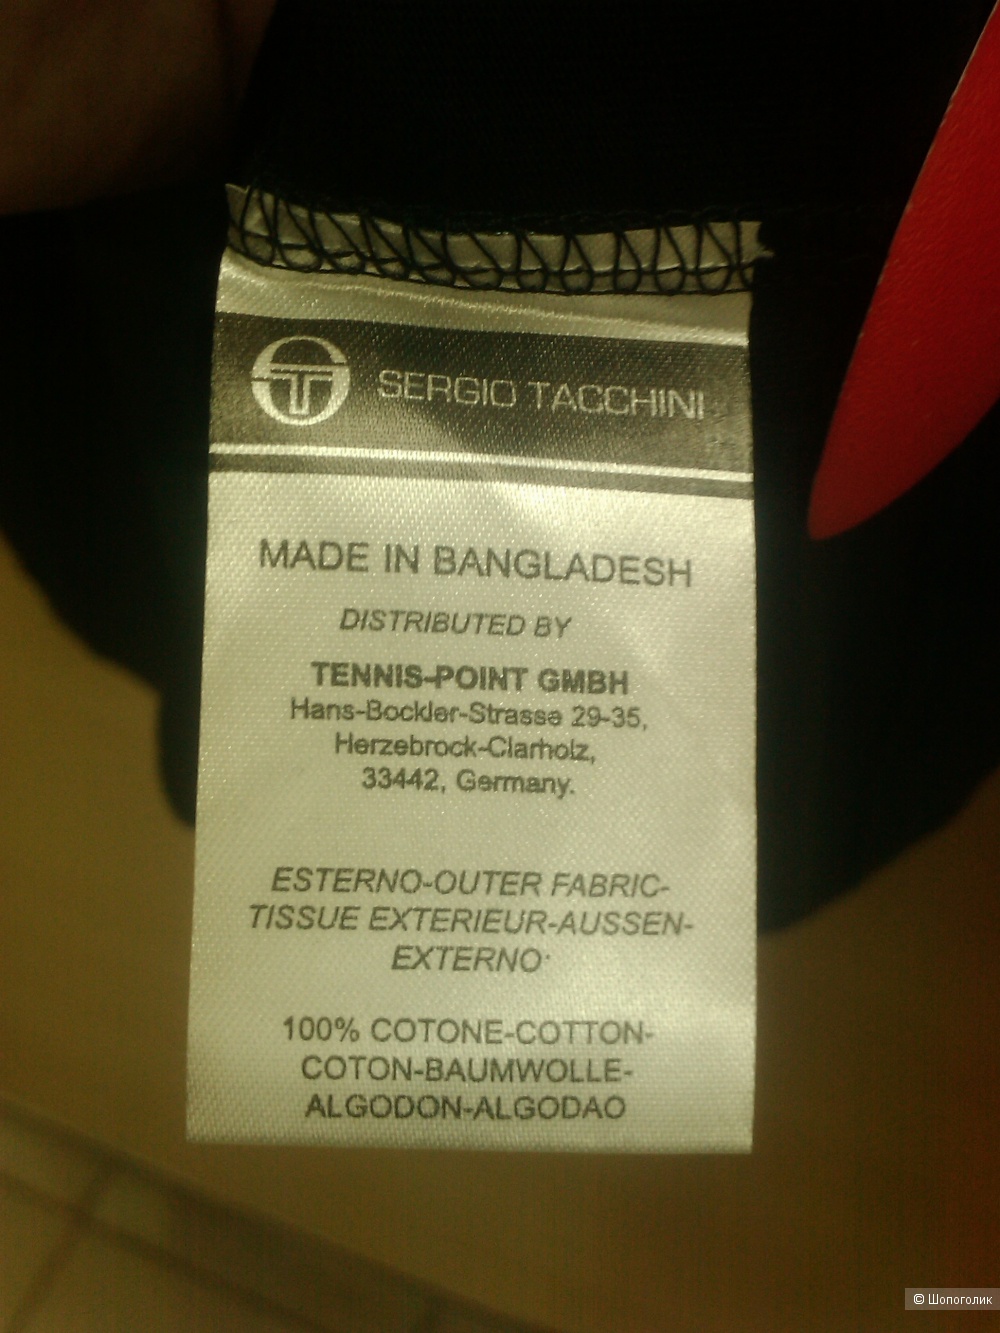 SERGIO TACCHINI
MADE IN BANGLADESH
DISTRIBUTED BY
TENNIS-POINT GMBH
Hans-Bockler-Strasse 29-35,
Herzebrock-Clarholz,
33442, Germany.
ESTERNO-OUTER FABRIC-
TISSUE EXTERIEUR-AUSSEN-
EXTERNO·
100% COTONE-COTTON-
COTON-BAUMWOLLE-
ALGODON-ALGODAO
© Шопоголик